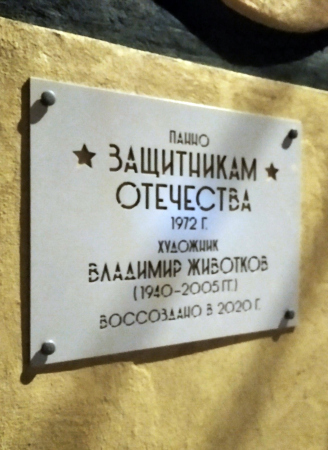 ПАННО
★ ЗАЩИТНИКАМ ★
ОТЕЧЕСТВА
1972 Г.
ХУДОЖНИК
ВЛАДИМИР ЖИВОТКОВ
(1940-2005 ГГ.)
ВОССОЗДАНО В 2020 Г.